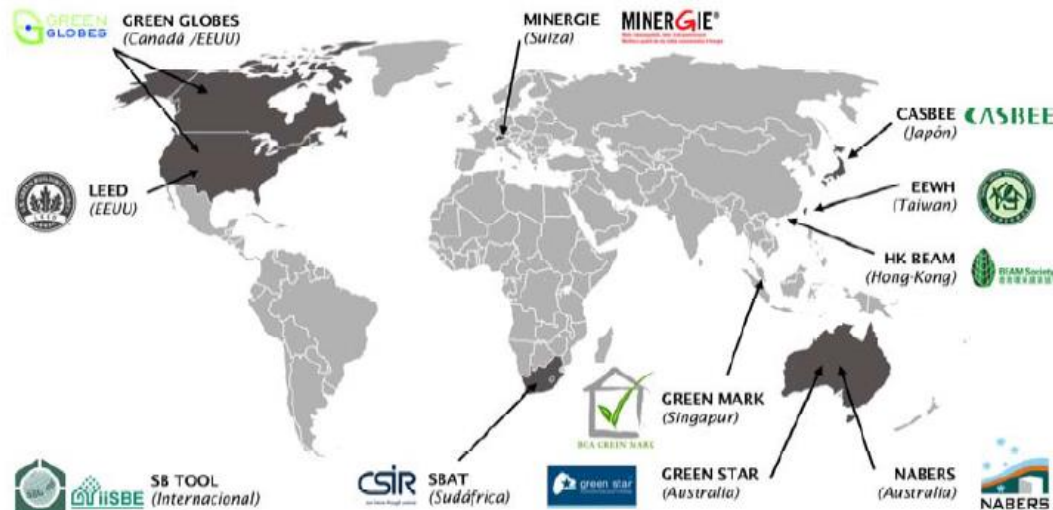 GREEN
GLOBES
GREEN GLOBES
(Canadá /EEUU)
MINERGIE
(Suiza)
MINERGIE®
CASBEE
(Japón)
CASBEE
LEED
(EEUU)
EEWH
(Taiwan)
HK BEAM
(Hong-Kong)
BEAM Society
GREEN MARK
(Singapur)
BCA GREEN MARK
SB TOOL
(Internacional)
iiSBE
CSIR
SBAT
(Sudáfrica)
green star
GREEN STAR
(Australia)
NABERS
(Australia)
NABERS